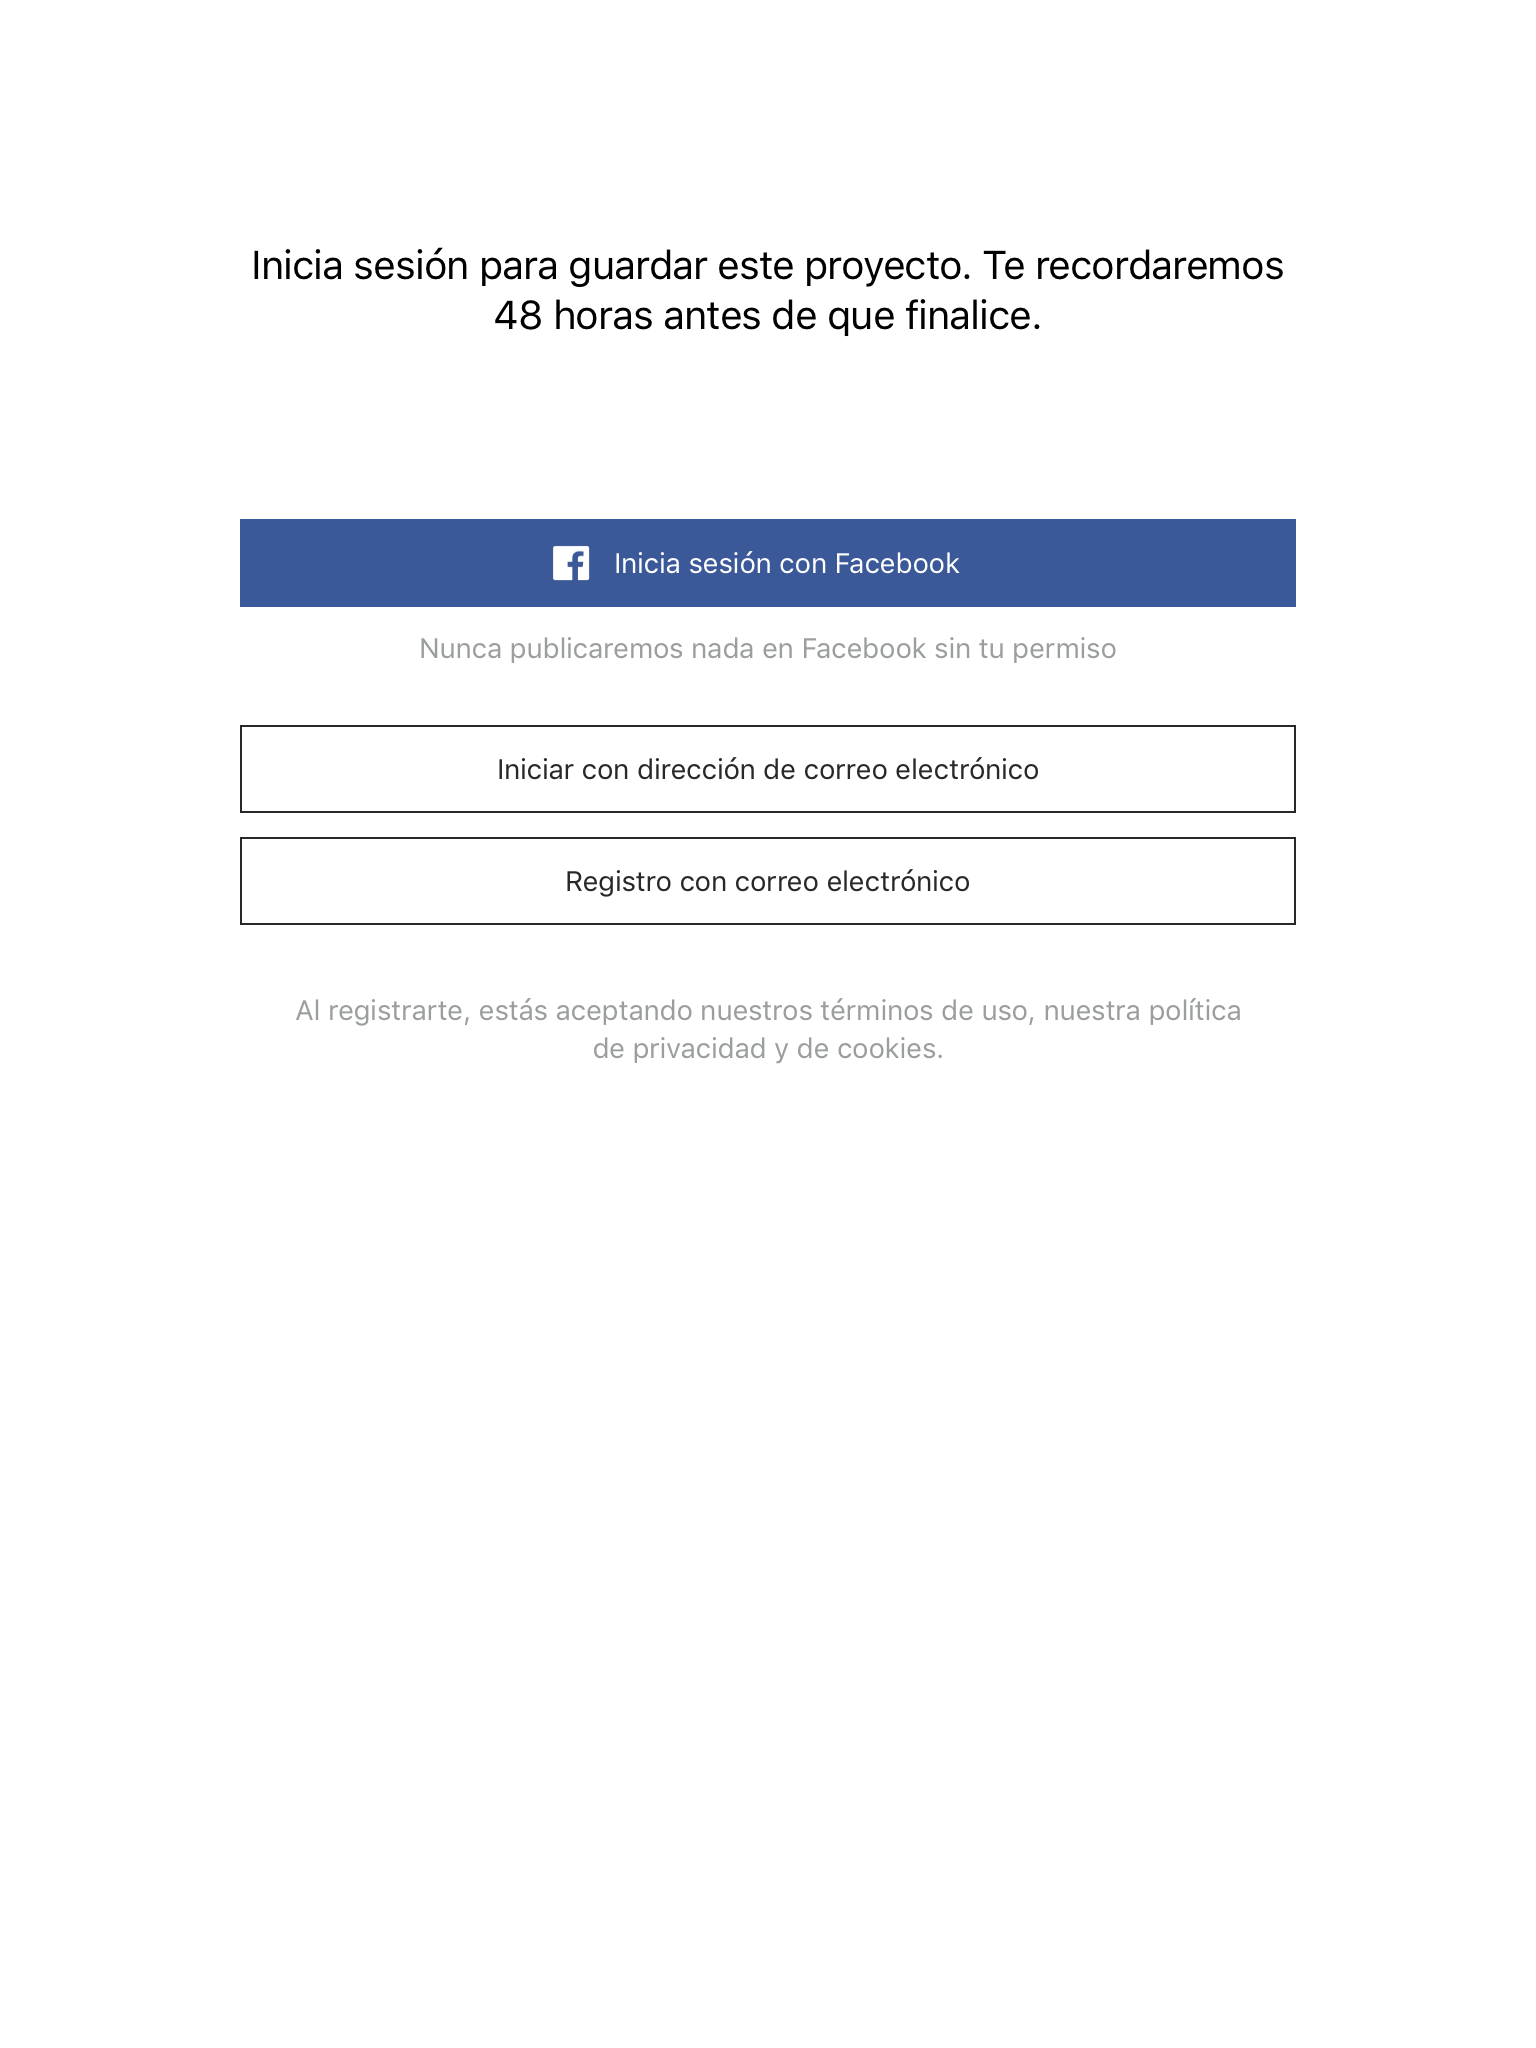 Inicia sesión para guardar este proyecto. Te recordaremos
48 horas antes de que finalice.
Inicia sesión con Facebook
Nunca publicaremos nada en Facebook sin tu permiso
Iniciar con dirección de correo electrónico
Registro con correo electrónico
Al registrarte, estás aceptando nuestros términos de uso, nuestra política
de privacidad y de cookies.